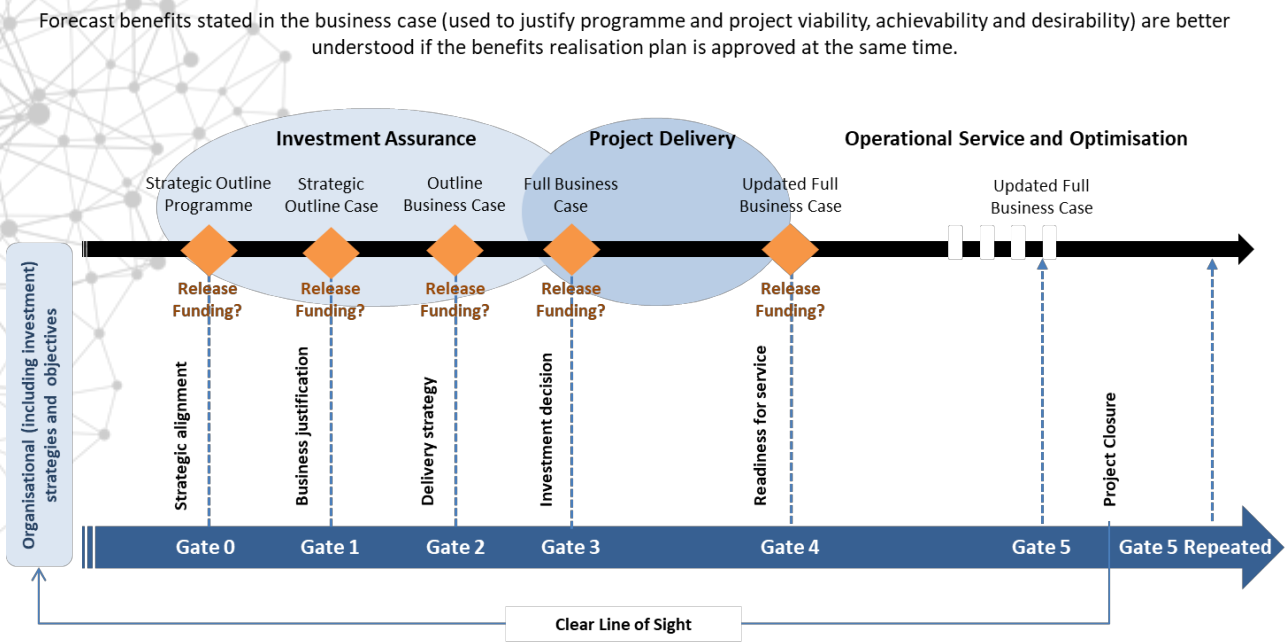 Forecast benefits stated in the business case (used to justify programme and project viability, achievability and desirability) are better
understood if the benefits realisation plan is approved at the same time.
Investment Assurance
Project Delivery
Operational Service and Optimisation
Strategic Outline
Programme
Strategic
Outline Case
Outline
Business Case
Full Business
Case
Updated Full
Business Case
Updated Full
Business Case
Release
Funding?
Release
Funding?
Release
Funding?
Release
Funding?
Release
Funding?
Organisational (including investment)
strategies and objectives
Strategic alignment
Business justification
Delivery strategy
Investment decision
Readiness for service
Project Closure
Gate 0
Gate 1
Gate 2
Gate 3
Gate 4
Gate 5
Gate 5 Repeated
Clear Line of Sight